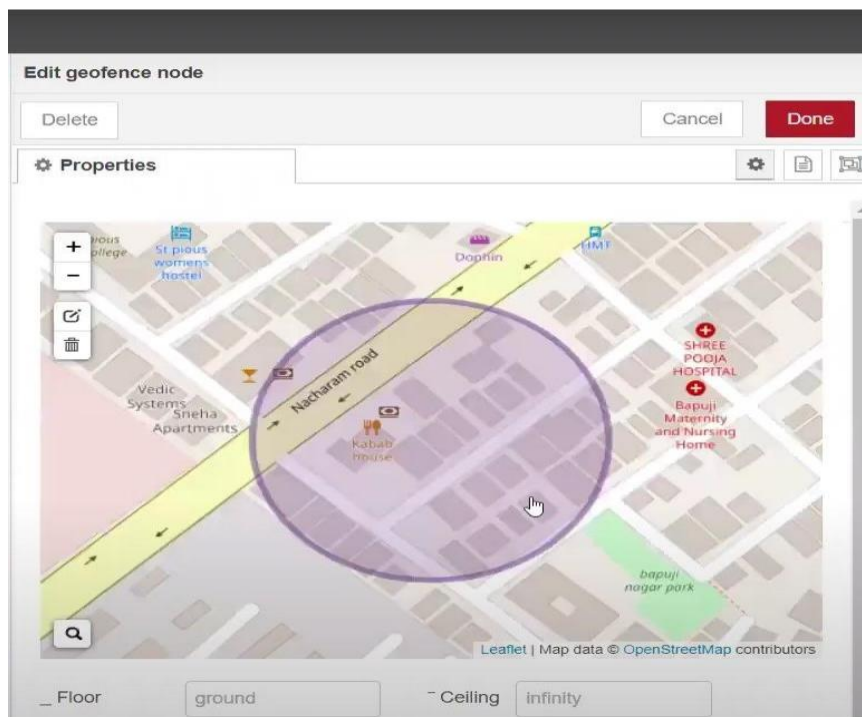 Edit geofence node
Delete
Cancel
Done
Properties
+
−
St pious
womens
hostel
Dophin
HMT
SHREE
POOJA
HOSPITAL
Bapuji
Maternity
and Nursing
Home
Nacharam road
Vedic
Systems
Sneha
Apartments
Kabab
house
bapuji
nagar park
Leaflet | Map data © OpenStreetMap contributors
Floor
ground
Ceiling
infinity